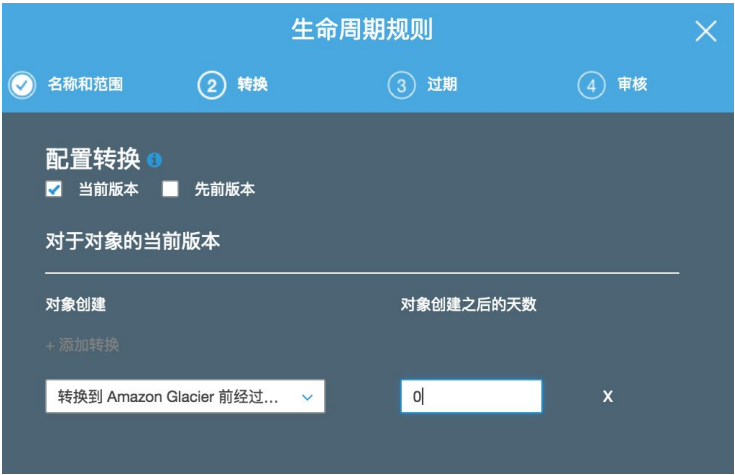 生命周期规则
名称和范围
2 转换
3 过期
4 审核
配置转换
当前版本 先前版本
对于对象的当前版本
对象创建 对象创建之后的天数
+ 添加转换
转换到 Amazon Glacier 前经过... 0 X